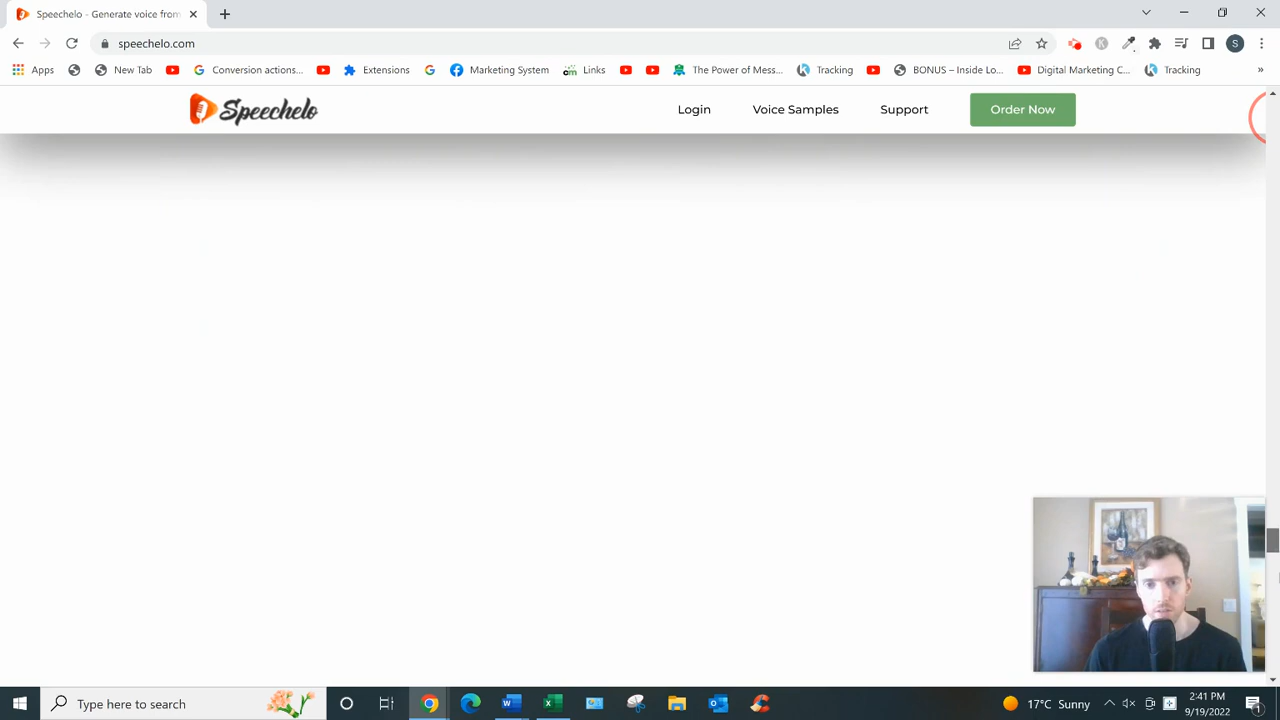 Speechelo - Generate voice from
speechelo.com
Apps
New Tab
Conversion actions...
Extensions
Marketing System
Links
The Power of Mess...
Tracking
BONUS – Inside Lo...
Digital Marketing C...
Tracking
»
S
Speechelo
Login
Voice Samples
Support
Order Now
Type here to search
17°C Sunny
2:41 PM
9/19/2022
1